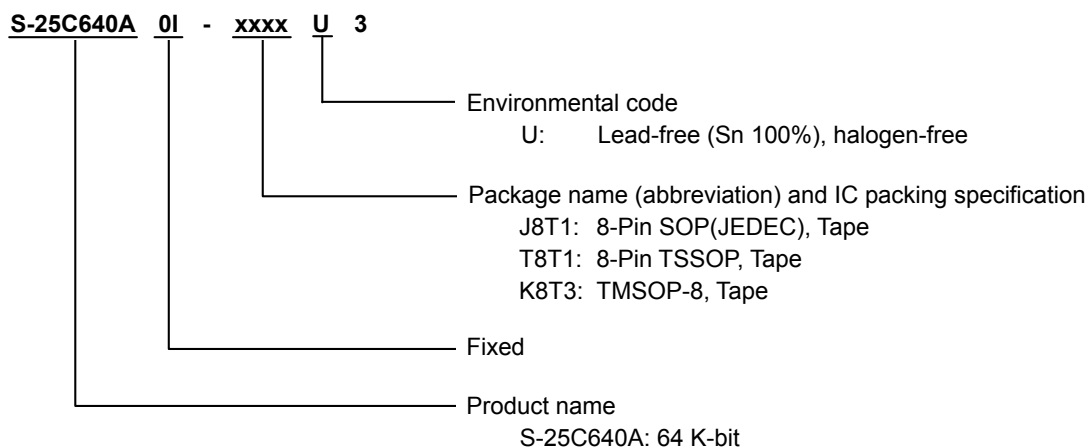 S-25C640A 0I - xxxx U 3
Environmental code
U: Lead-free (Sn 100%), halogen-free
Package name (abbreviation) and IC packing specification
J8T1: 8-Pin SOP(JEDEC), Tape
T8T1: 8-Pin TSSOP, Tape
K8T3: TMSOP-8, Tape
Fixed
Product name
S-25C640A: 64 K-bit